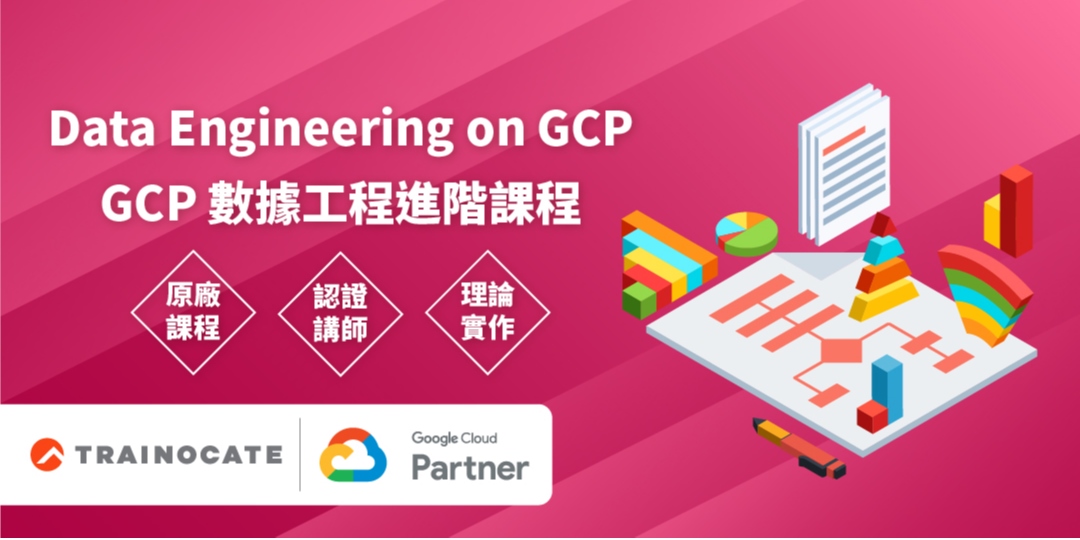 Data Engineering on GCP
GCP 數據工程進階課程
原廠
課程
認證
講師
理論
實作
TRAINOCATE
Google Cloud
Partner